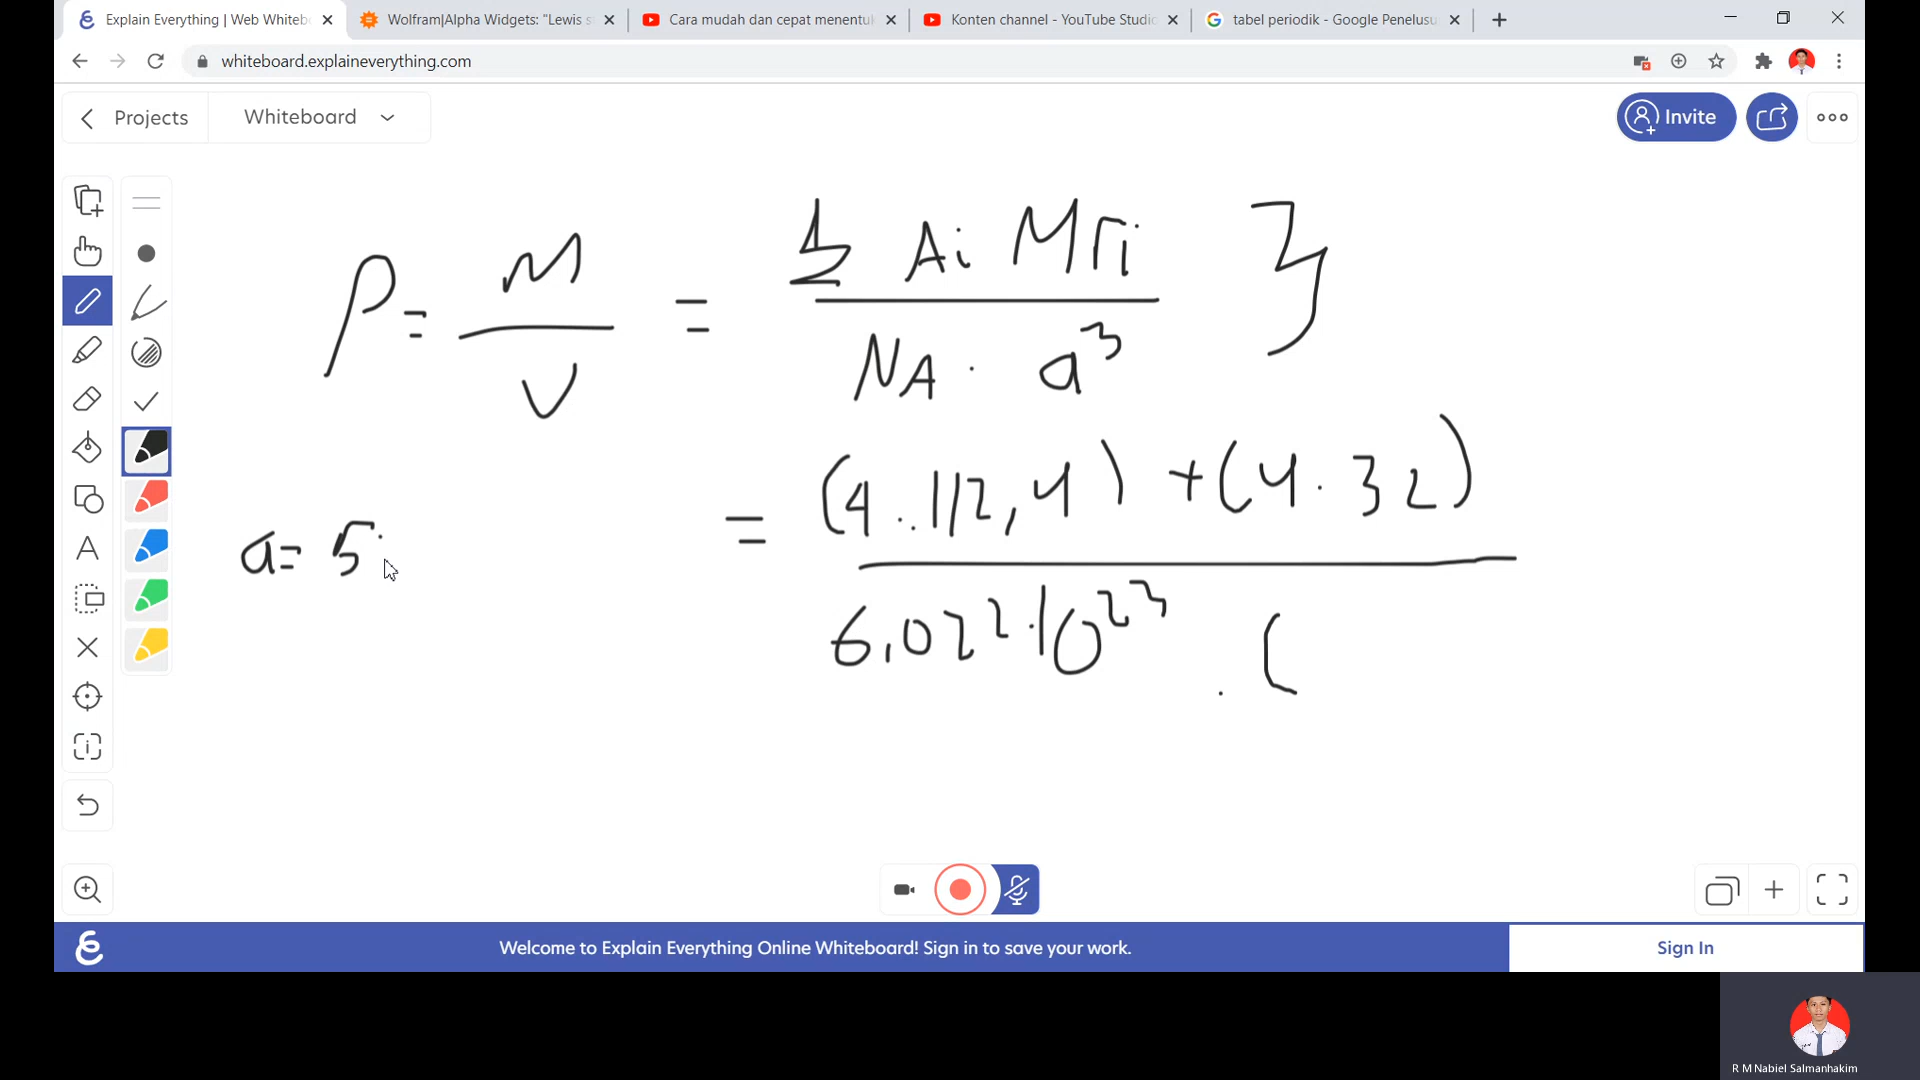 Explain Everything | Web Whitebo
Wolfram|Alpha Widgets: "Lewis s
Cara mudah dan cepat menentuk
Konten channel - YouTube Studio
tabel periodik - Google Penelusu
whiteboard.explaineverything.com
Projects
Whiteboard
Invite
ρ = m / V = Σ Ai Mri / NA · a³ }
= (4 . 112,4) + (4 . 32) / 6,022 · 10²³ . (
a = 5
Welcome to Explain Everything Online Whiteboard! Sign in to save your work.
Sign In
R M Nabiel Salmanhakim